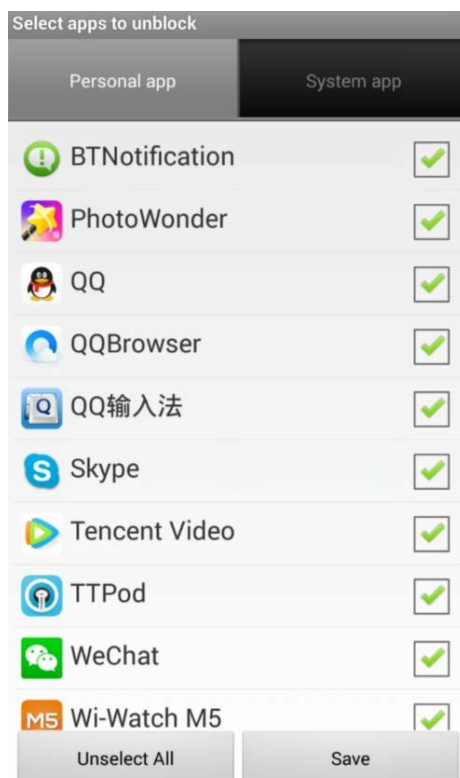 Select apps to unblock
Personal app
System app
BTNotification
PhotoWonder
QQ
QQBrowser
Q
QQ输入法
S
Skype
Tencent Video
TTPod
WeChat
M5
Wi-Watch M5
Unselect All
Save